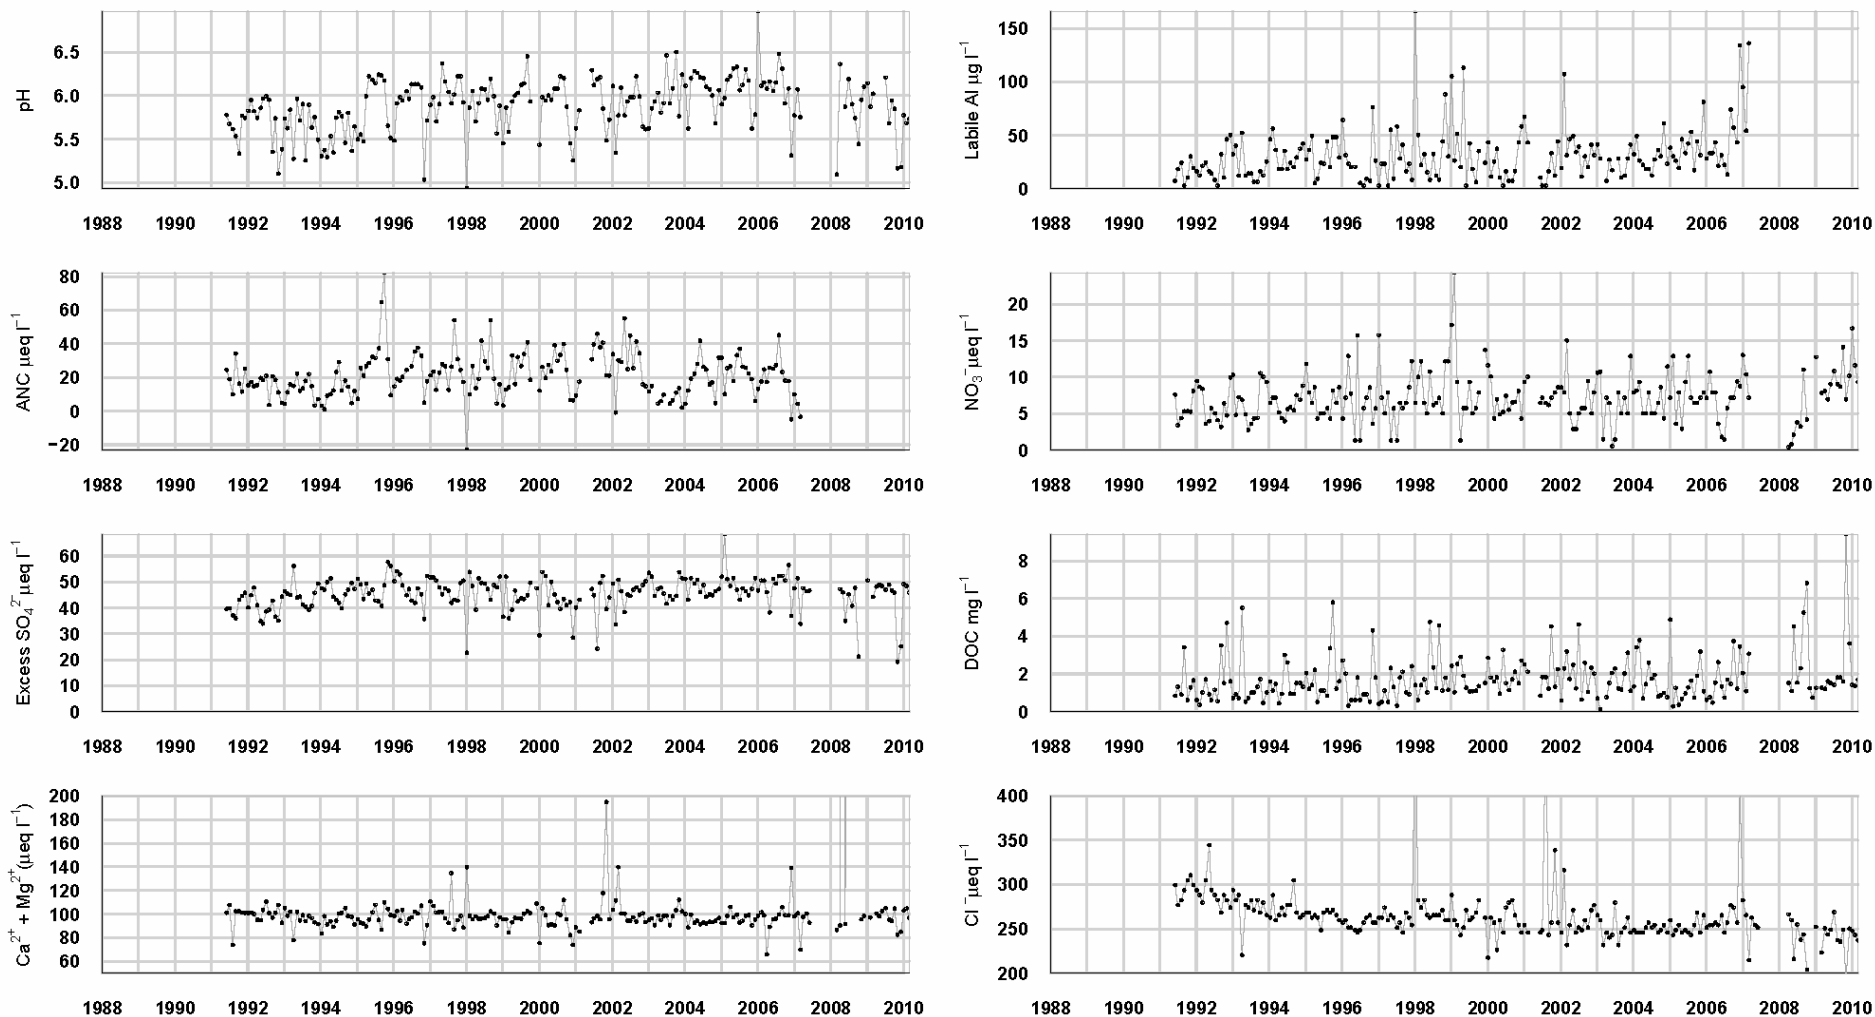 pH
6.5
6.0
5.5
5.0
1988 1990 1992 1994 1996 1998 2000 2002 2004 2006 2008 2010
Labile Al µg l⁻¹
150
100
50
0
1988 1990 1992 1994 1996 1998 2000 2002 2004 2006 2008 2010
ANC µeq l⁻¹
80
60
40
20
0
−20
1988 1990 1992 1994 1996 1998 2000 2002 2004 2006 2008 2010
NO₃⁻µeq l⁻¹
20
15
10
5
0
1988 1990 1992 1994 1996 1998 2000 2002 2004 2006 2008 2010
Excess SO₄²⁻µeq l⁻¹
60
50
40
30
20
10
0
1988 1990 1992 1994 1996 1998 2000 2002 2004 2006 2008 2010
DOC mg l⁻¹
8
6
4
2
0
1988 1990 1992 1994 1996 1998 2000 2002 2004 2006 2008 2010
Ca²⁺ + Mg²⁺(µeq l⁻¹)
200
180
160
140
120
100
80
60
1988 1990 1992 1994 1996 1998 2000 2002 2004 2006 2008 2010
Cl⁻µeq l⁻¹
400
350
300
250
200
1988 1990 1992 1994 1996 1998 2000 2002 2004 2006 2008 2010